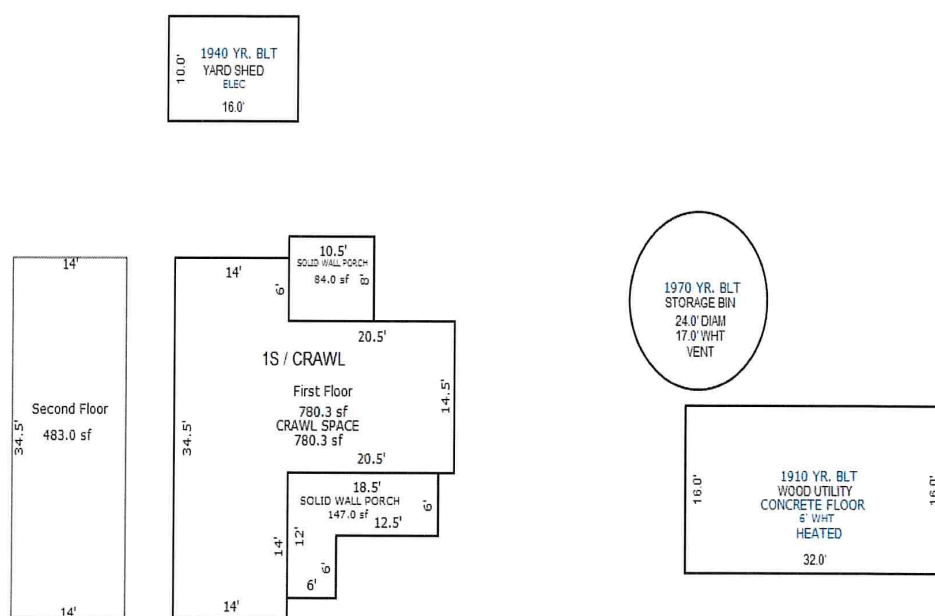 1940 YR. BLT
YARD SHED
ELEC
10.0'
16.0'
14'
34.5'
Second Floor
483.0 sf
14'
14'
6'
10.5'
SOLID WALL PORCH
84.0 sf
8'
20.5'
1S / CRAWL
First Floor
780.3 sf
CRAWL SPACE
780.3 sf
34.5'
14.5'
20.5'
18.5'
SOLID WALL PORCH
147.0 sf
6'
12.5'
14'
12'
6'
6'
14'
1970 YR. BLT
STORAGE BIN
24.0' DIAM
17.0' WHT
VENT
16.0'
1910 YR. BLT
WOOD UTILITY
CONCRETE FLOOR
6' WHT
HEATED
32.0'
16.0'